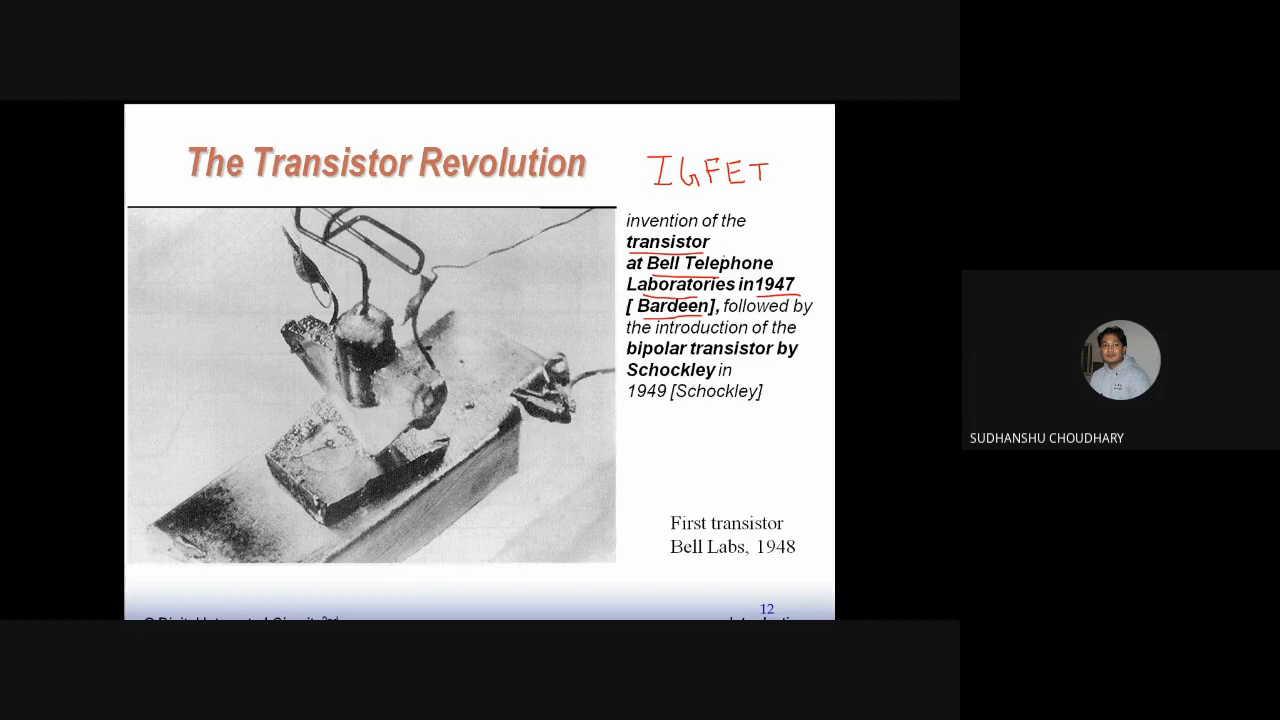 The Transistor Revolution
IGFET
invention of the
transistor
at Bell Telephone
Laboratories in1947
[ Bardeen], followed by
the introduction of the
bipolar transistor by
Schockley in
1949 [Schockley]
First transistor
Bell Labs, 1948
12
SUDHANSHU CHOUDHARY